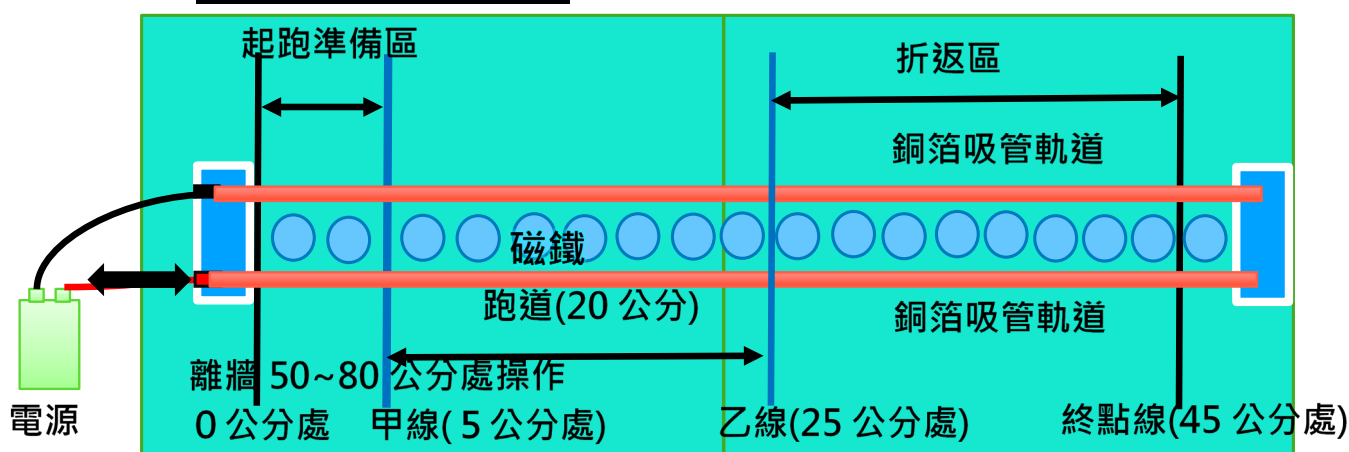 起跑準備區
折返區
銅箔吸管軌道
磁鐵
跑道(20 公分)
銅箔吸管軌道
離牆 50~80 公分處操作
電源
0 公分處
甲線( 5 公分處)
乙線(25 公分處)
終點線(45 公分處)